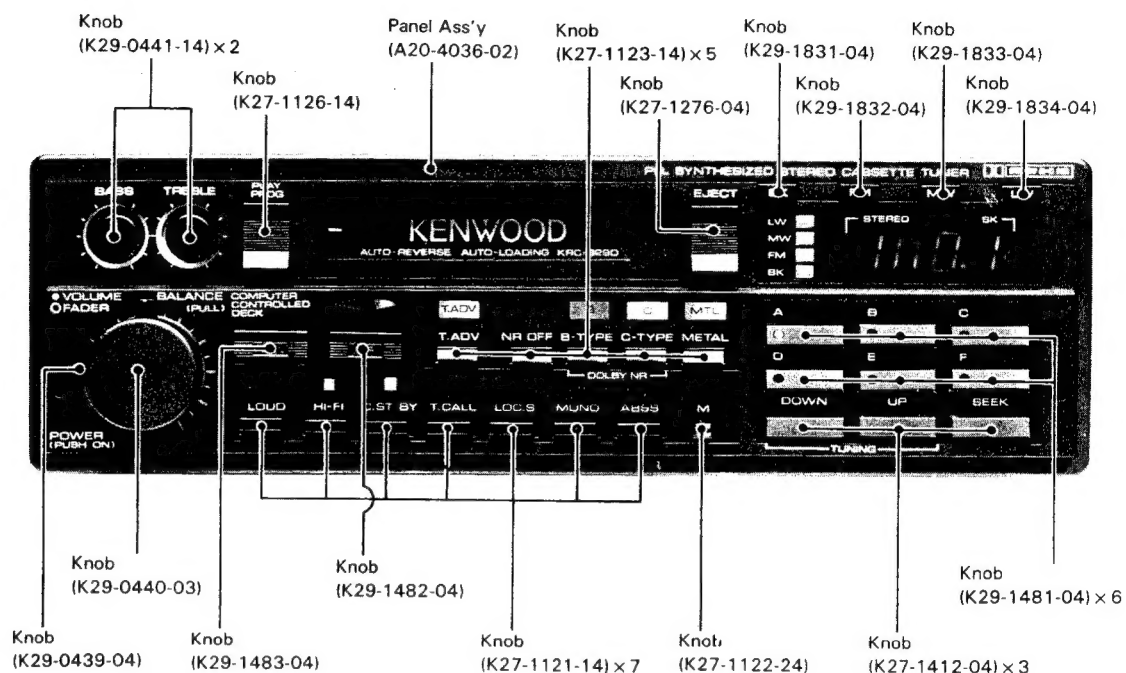 Knob
(K29-0441-14)×2
Knob
(K27-1126-14)
Panel Ass'y
(A20-4036-02)
Knob
(K27-1123-14)×5
Knob
(K27-1276-04)
Knob
(K29-1831-04)
Knob
(K29-1832-04)
Knob
(K29-1833-04)
Knob
(K29-1834-04)
SYNTHESIZED STEREO CASSETTE TUNER
BASS TREBLE PLAY PROG
EJECT
KENWOOD
AUTO-REVERSE AUTO-LOADING
LW
MW
FM
BK
STEREO SK
VOLUME BALANCE
FADER (PULL)
COMPUTER
CONTROLLED
DECK
T.ADV C MTL
T.ADV NR OFF B-TYPE C-TYPE METAL
DOLBY NR
A B C
D E F
DOWN UP SEEK
TUNING
LOUD HI-FI ST BY T.CALL LOC.S MONO ABSS M
POWER
(PUSH ON)
Knob
(K29-0440-03)
Knob
(K29-1482-04)
Knob
(K29-1481-04)×6
Knob
(K29-0439-04)
Knob
(K29-1483-04)
Knob
(K27-1121-14)×7
Knob
(K27-1122-24)
Knob
(K27-1412-04)×3